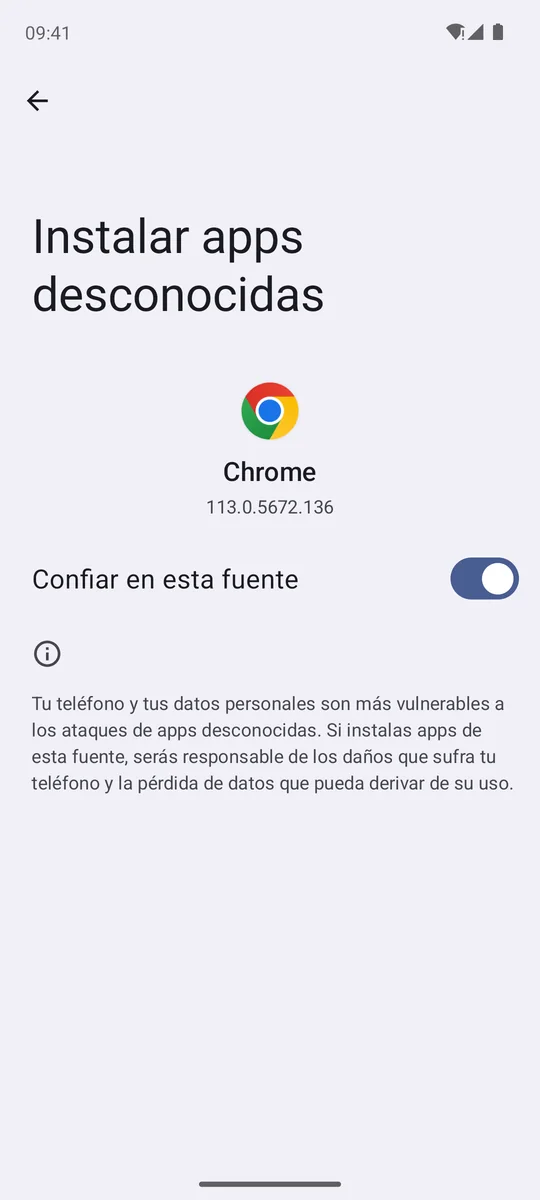 09:41
Instalar apps
desconocidas
Chrome
113.0.5672.136
Confiar en esta fuente
Tu teléfono y tus datos personales son más vulnerables a
los ataques de apps desconocidas. Si instalas apps de
esta fuente, serás responsable de los daños que sufra tu
teléfono y la pérdida de datos que pueda derivar de su uso.